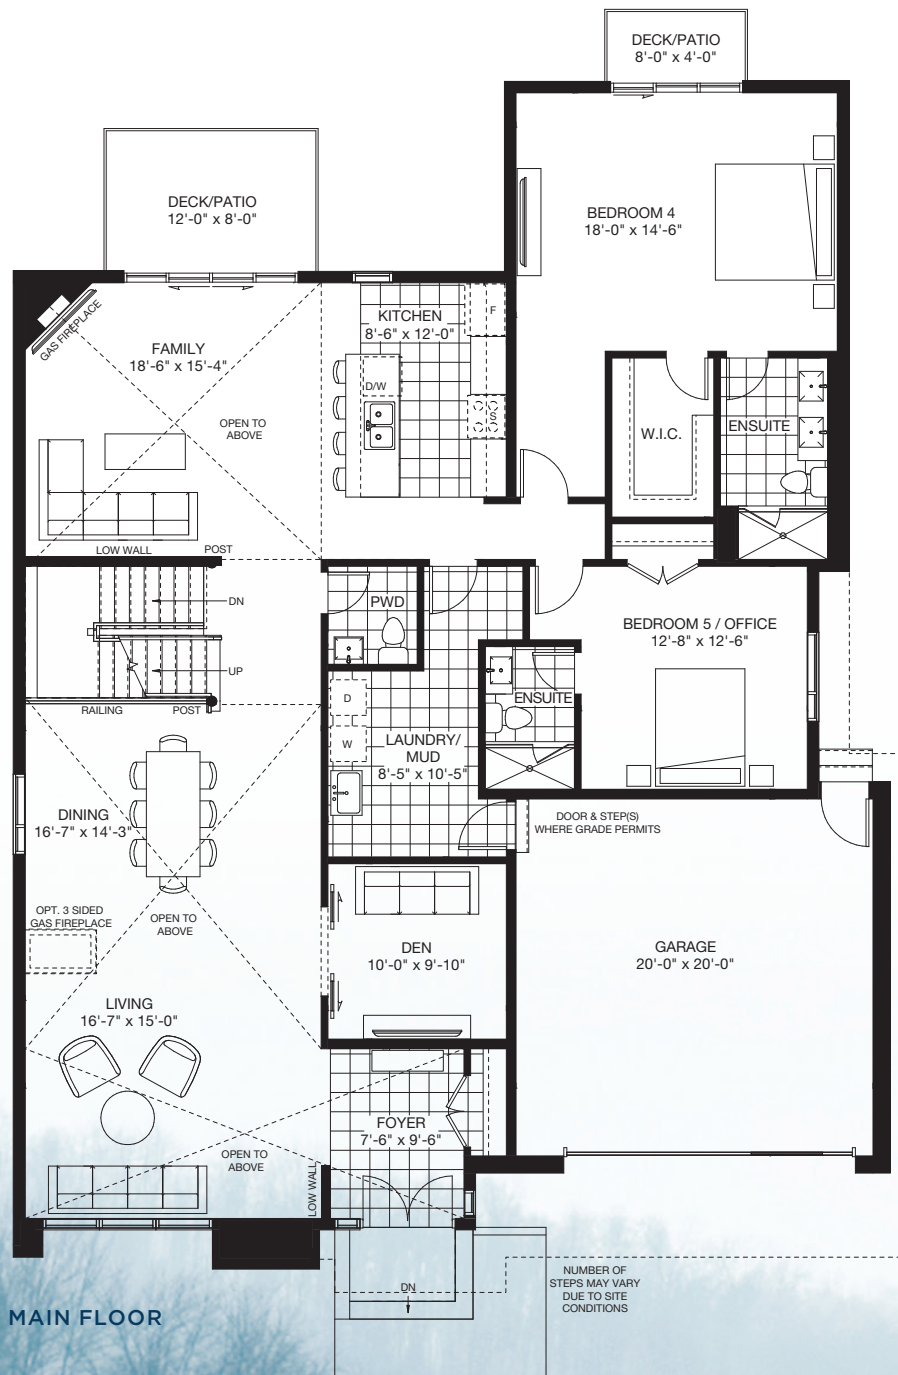 DECK/PATIO
8'-0" x 4'-0"
DECK/PATIO
12'-0" x 8'-0"
BEDROOM 4
18'-0" x 14'-6"
GAS FIREPLACE
FAMILY
18'-6" x 15'-4"
KITCHEN
8'-6" x 12'-0"
F
D/W
S
OPEN TO
ABOVE
W.I.C.
ENSUITE
LOW WALL
POST
DN
UP
RAILING
POST
PWD
BEDROOM 5 / OFFICE
12'-8" x 12'-6"
ENSUITE
D
W
LAUNDRY/
MUD
8'-5" x 10'-5"
DINING
16'-7" x 14'-3"
DOOR & STEP(S)
WHERE GRADE PERMITS
OPT. 3 SIDED
GAS FIREPLACE
OPEN TO
ABOVE
DEN
10'-0" x 9'-10"
GARAGE
20'-0" x 20'-0"
LIVING
16'-7" x 15'-0"
FOYER
7'-6" x 9'-6"
OPEN TO
ABOVE
LOW WALL
DN
NUMBER OF
STEPS MAY VARY
DUE TO SITE
CONDITIONS
MAIN FLOOR